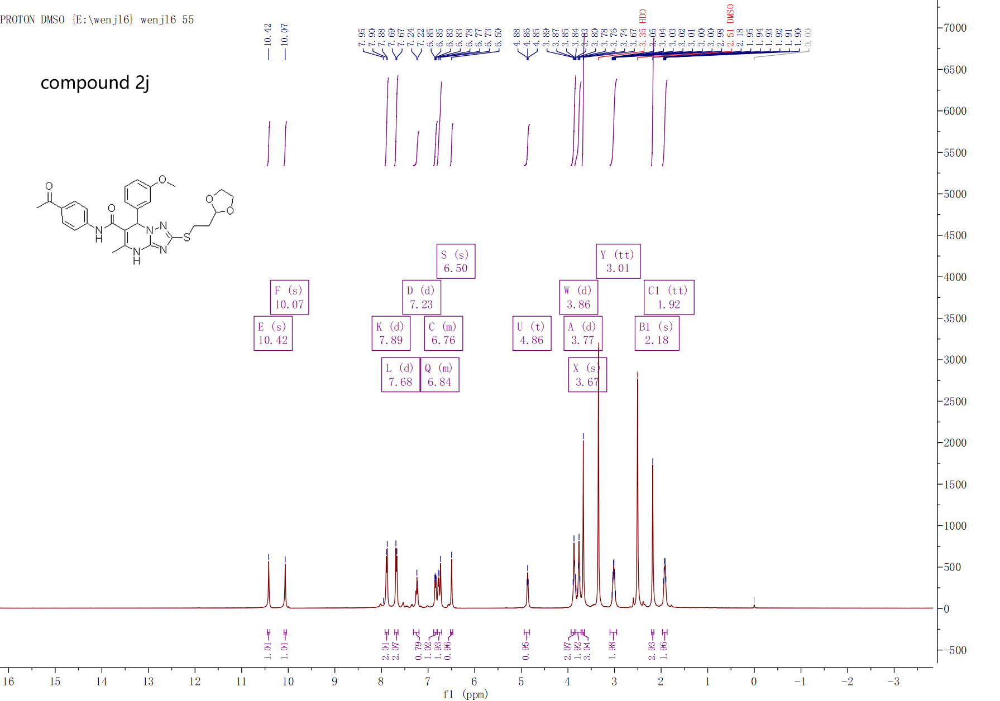 PROTON DMSO {E:\wenjl6} wenjl6 55
10.42
10.07
7.95
7.90
7.88
7.69
7.67
7.24
7.22
6.85
6.85
6.83
6.83
6.78
6.77
6.73
6.50
4.88
4.86
4.85
3.89
3.87
3.85
3.84
3.83
3.80
3.78
3.76
3.74
3.67
3.35 HDO
3.05
3.04
3.03
3.02
3.01
3.00
3.00
2.98
2.51 DMSO
2.18
1.95
1.94
1.93
1.92
1.91
1.90
0.00
compound 2j
O
O
O
N
H
O
N
N
N
N
H
S
O
O
S (s)
6.50
Y (tt)
3.01
F (s)
10.07
D (d)
7.23
W (d)
3.86
C1 (tt)
1.92
E (s)
10.42
K (d)
7.89
C (m)
6.76
U (t)
4.86
A (d)
3.77
B1 (s)
2.18
L (d)
7.68
Q (m)
6.84
X (s)
3.67
7000
6500
6000
5500
5000
4500
4000
3500
3000
2500
2000
1500
1000
500
0
-500
1.01
1.01
2.01
2.07
0.79
1.02
1.93
0.96
0.95
2.07
1.92
3.04
1.98
2.93
1.96
16 15 14 13 12 11 10 9 8 7 6 5 4 3 2 1 0 -1 -2 -3
f1 (ppm)